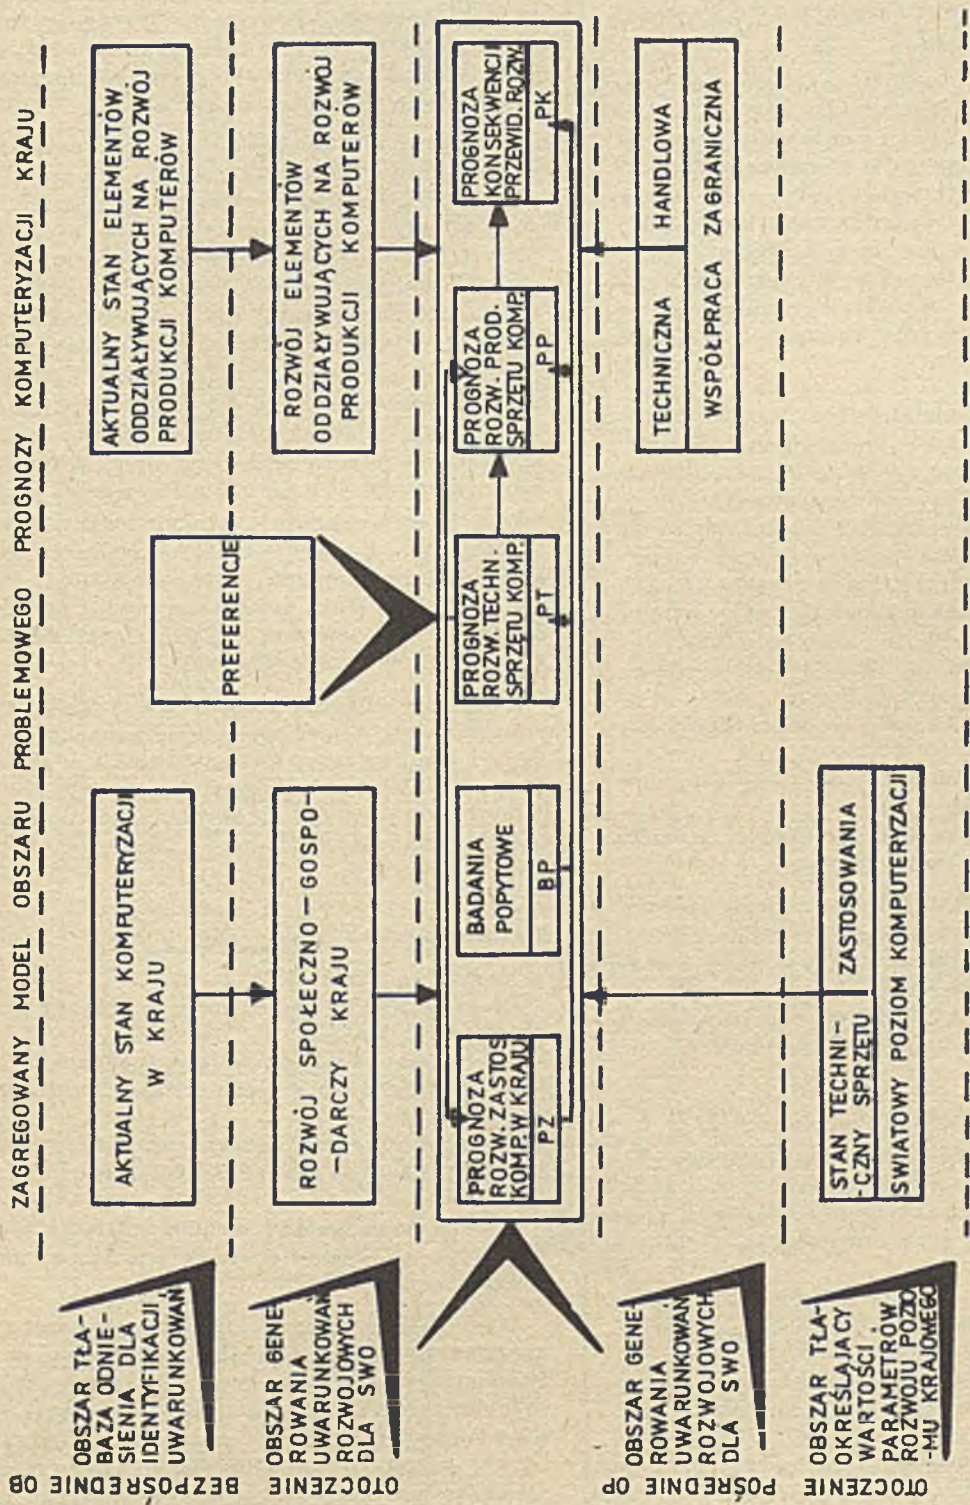 ZAGREGOWANY MODEL OBSZARU PROBLEMOWEGO PROGNOZY KOMPUTERYZACJI KRAJU
OTOCZENIE
BEZPOŚREDNIE OB
OBSZAR TŁA-
BAZA ODNIE-
SIENIA DLA
IDENTYFIKACJI
UWARUNKOWAŃ
AKTUALNY STAN KOMPUTERYZACJI
W KRAJU
AKTUALNY STAN ELEMENTÓW
ODDZIAŁYWUJĄCYCH NA ROZWÓJ
PRODUKCJI KOMPUTERÓW
PREFERENCJE
OBSZAR GENE
ROWANIA
UWARUNKOWAŃ
ROZWOJOWYCH
DLA SWO
ROZWÓJ SPOŁECZNO-GOSPO-
-DARCZY KRAJU
ROZWÓJ ELEMENTÓW
ODDZIAŁYWUJĄCYCH NA ROZWÓJ
PRODUKCJI KOMPUTERÓW
PROGNOZA
ROZW. ZASTOS
KOMP. W KRAJU
PZ
BADANIA
POPYTOWE
BP
PROGNOZA
ROZW. TECHN.
SPRZĘTU KOMP.
PT
PROGNOZA
ROZW. PROD.
SPRZĘTU KOMP.
PP
PROGNOZA
KONSEKWENCJI
PRZEWID. ROZW.
PK
OTOCZENIE
POŚREDNIE OP
OBSZAR GENE
ROWANIA
UWARUNKOWAŃ
ROZWOJOWYCH
DLA SWO
TECHNICZNA HANDLOWA
WSPÓŁPRACA ZAGRANICZNA
OBSZAR TŁA-
OKREŚLAJĄCY
WARTOŚCI
PARAMETRÓW
ROZWOJU POZIO
-MU KRAJOWEGO
STAN TECHNI- ZASTOSOWANIA
-CZNY SPRZĘTU
SWIATOWY POZIOM KOMPUTERYZACJI